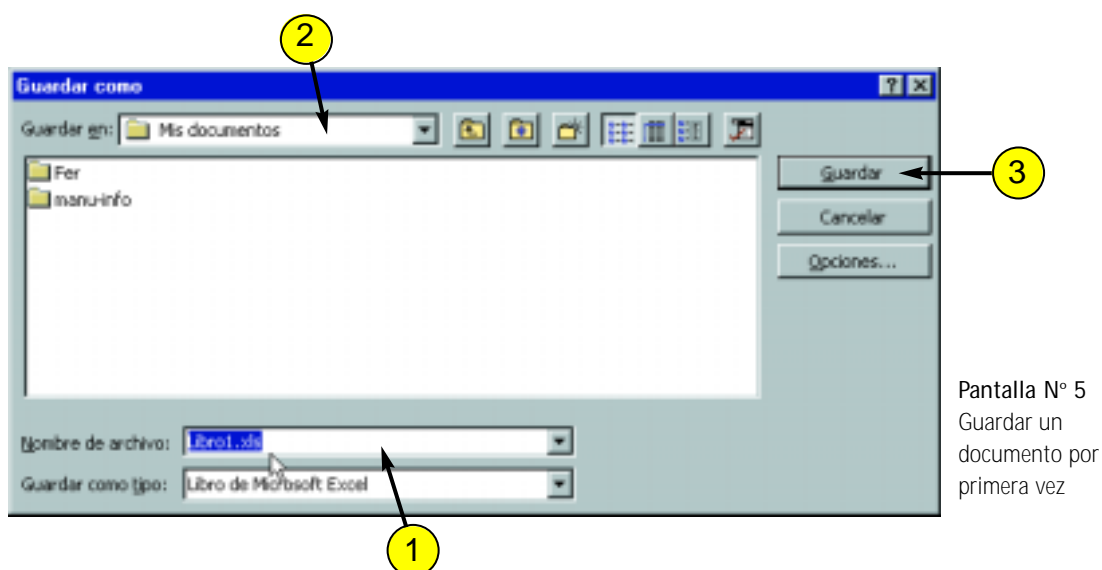 2
Guardar como
Guardar en: Mis documentos
Fer
manu-info
Guardar
3
Cancelar
Opciones...
Nombre de archivo: Libro1.xls
Guardar como tipo: Libro de Microsoft Excel
1
Pantalla N° 5
Guardar un
documento por
primera vez